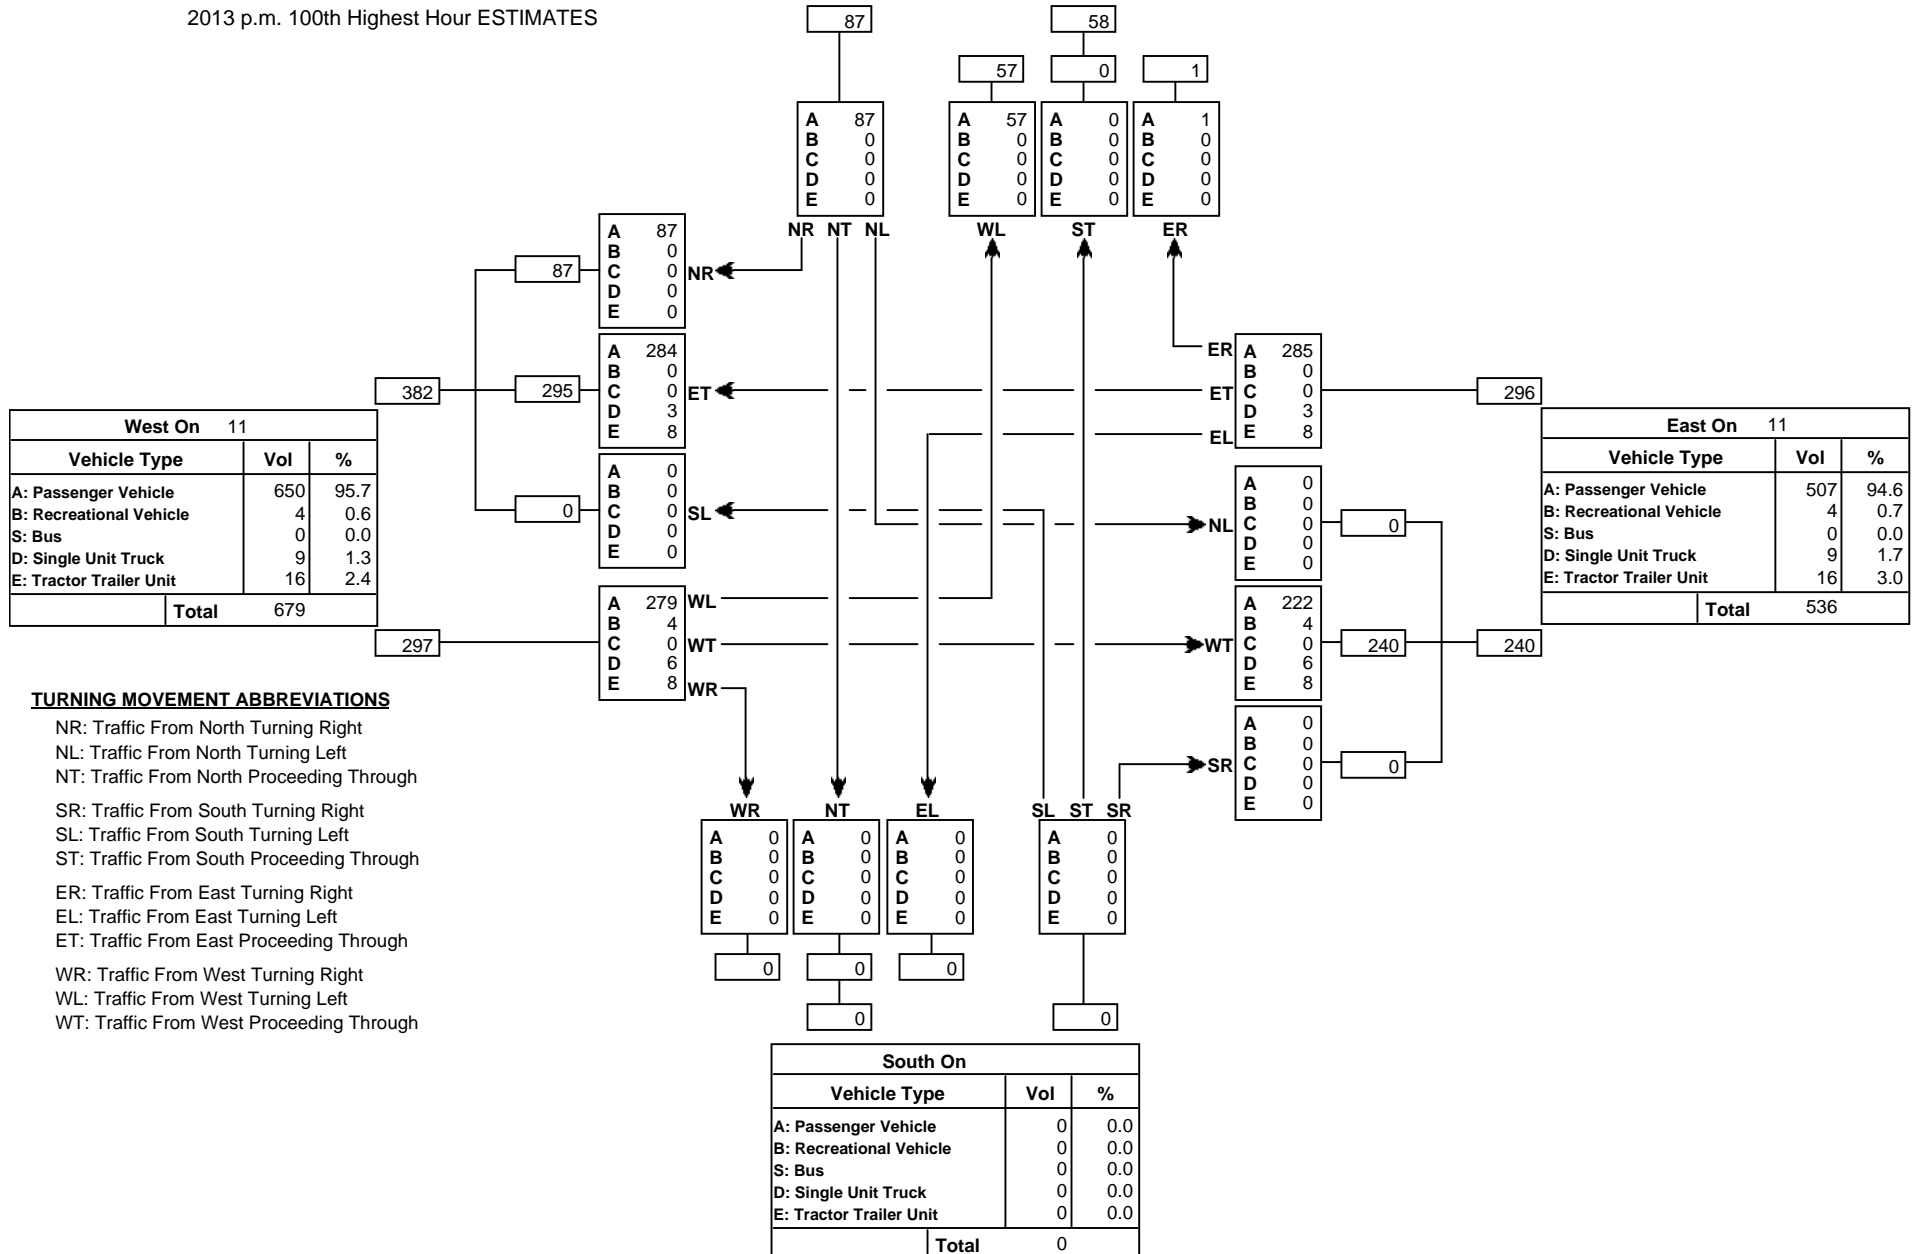 2013 p.m. 100th Highest Hour ESTIMATES
87
58
57
0
1
A 87
B 0
C 0
D 0
E 0
A 57
B 0
C 0
D 0
E 0
A 0
B 0
C 0
D 0
E 0
A 1
B 0
C 0
D 0
E 0
NR NT NL
WL
ST
ER
87
A 87
B 0
C 0
D 0
E 0
NR
382
295
A 284
B 0
C 0
D 3
E 8
ET
ER
ET
EL
A 285
B 0
C 0
D 3
E 8
296
West On 11
Vehicle Type Vol %
A: Passenger Vehicle 650 95.7
B: Recreational Vehicle 4 0.6
S: Bus 0 0.0
D: Single Unit Truck 9 1.3
E: Tractor Trailer Unit 16 2.4
Total 679
0
A 0
B 0
C 0
D 0
E 0
SL
NL
A 0
B 0
C 0
D 0
E 0
0
East On 11
Vehicle Type Vol %
A: Passenger Vehicle 507 94.6
B: Recreational Vehicle 4 0.7
S: Bus 0 0.0
D: Single Unit Truck 9 1.7
E: Tractor Trailer Unit 16 3.0
Total 536
297
A 279
B 4
C 0
D 6
E 8
WL
WT
WR
WT
A 222
B 4
C 0
D 6
E 8
240
240
SR
A 0
B 0
C 0
D 0
E 0
0
TURNING MOVEMENT ABBREVIATIONS
NR: Traffic From North Turning Right
NL: Traffic From North Turning Left
NT: Traffic From North Proceeding Through
SR: Traffic From South Turning Right
SL: Traffic From South Turning Left
ST: Traffic From South Proceeding Through
ER: Traffic From East Turning Right
EL: Traffic From East Turning Left
ET: Traffic From East Proceeding Through
WR: Traffic From West Turning Right
WL: Traffic From West Turning Left
WT: Traffic From West Proceeding Through
WR
NT
EL
SL ST SR
A 0
B 0
C 0
D 0
E 0
A 0
B 0
C 0
D 0
E 0
A 0
B 0
C 0
D 0
E 0
A 0
B 0
C 0
D 0
E 0
0
0
0
0
0
South On
Vehicle Type Vol %
A: Passenger Vehicle 0 0.0
B: Recreational Vehicle 0 0.0
S: Bus 0 0.0
D: Single Unit Truck 0 0.0
E: Tractor Trailer Unit 0 0.0
Total 0